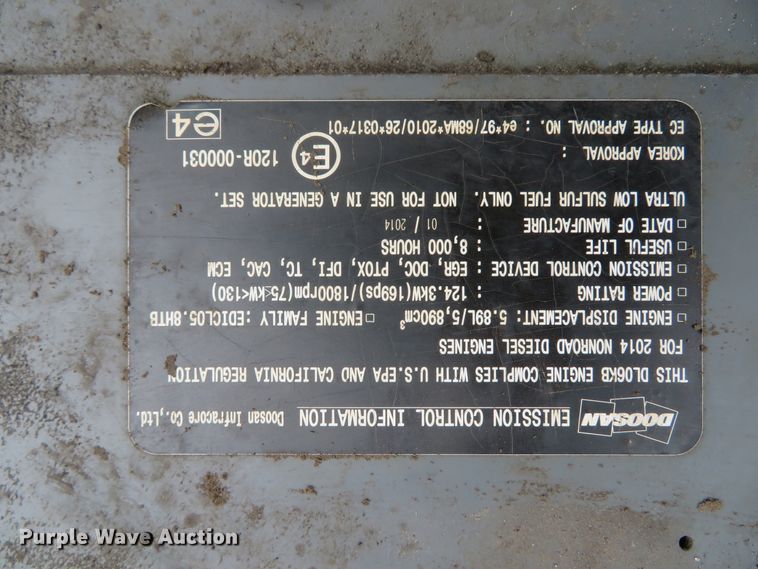 DOOSAN EMISSION CONTROL INFORMATION Doosan Infracore Co,.Ltd.
THIS DL06KB ENGINE COMPLIES WITH U.S.EPA AND CALIFORNIA REGULATION
FOR 2014 NONROAD DIESEL ENGINES
□ ENGINE DISPLACEMENT: 5.89L/5,890cm³ □ ENGINE FAMILY: EDICL05.8HTB
□ POWER RATING : 124.3kW(169ps)/1800rpm(75≤kW<130)
□ EMISSION CONTROL DEVICE : EGR, DOC, PTOX, DFI, TC, CAC, ECM
□ USEFUL LIFE : 8,000 HOURS
□ DATE OF MANUFACTURE : 01 / 2014
ULTRA LOW SULFUR FUEL ONLY. NOT FOR USE IN A GENERATOR SET.
KOREA APPROVAL : E4 120R-000031
EC TYPE APPROVAL NO. : e4*97/68MA*2010/26*0317*01 e4
Purple Wave Auction